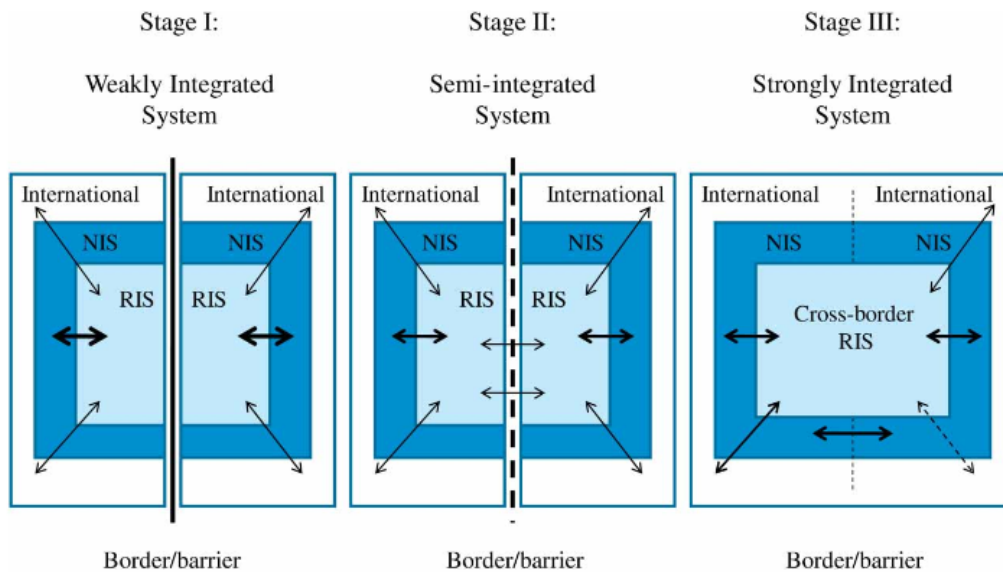 Stage I:
Weakly Integrated
System
Stage II:
Semi-integrated
System
Stage III:
Strongly Integrated
System
International
International
NIS
NIS
RIS
RIS
International
International
NIS
NIS
RIS
RIS
International
International
NIS
NIS
Cross-border
RIS
Border/barrier
Border/barrier
Border/barrier